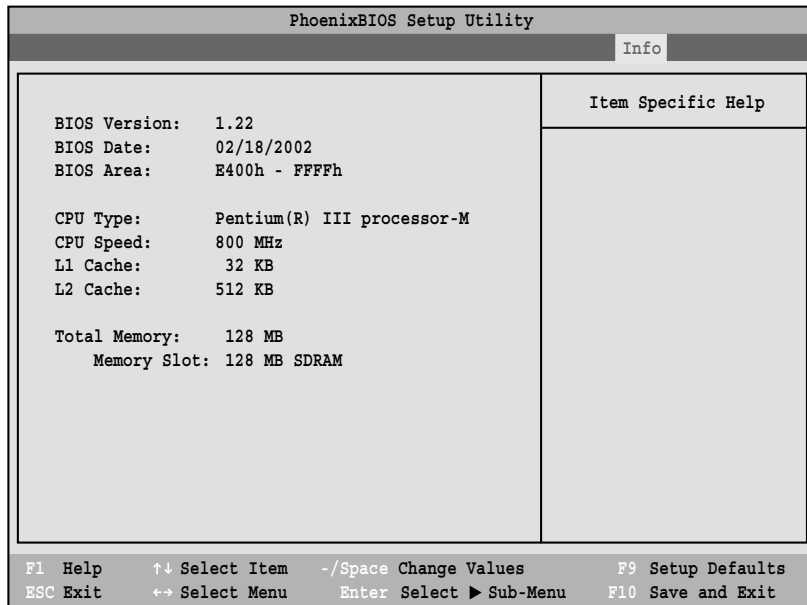 PhoenixBIOS Setup Utility
Info
BIOS Version: 1.22
BIOS Date: 02/18/2002
BIOS Area: E400h - FFFFh
CPU Type: Pentium(R) III processor-M
CPU Speed: 800 MHz
L1 Cache: 32 KB
L2 Cache: 512 KB
Total Memory: 128 MB
Memory Slot: 128 MB SDRAM
Item Specific Help
F1 Help ↑↓ Select Item -/Space Change Values F9 Setup Defaults
ESC Exit ←→ Select Menu Enter Select ▶ Sub-Menu F10 Save and Exit